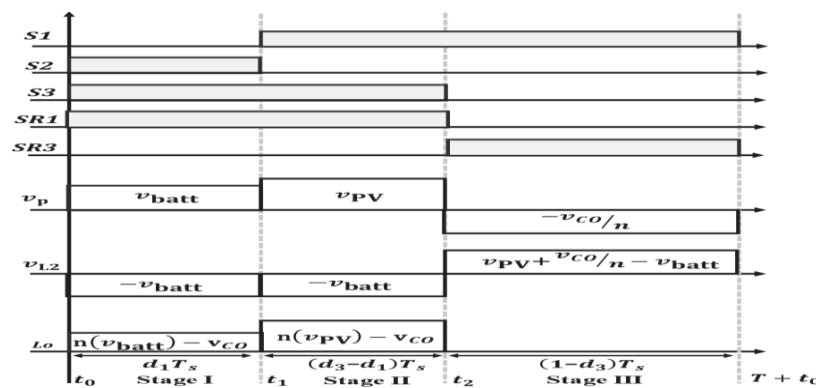 S1
S2
S3
SR1
SR3
v_p v_batt v_PV −v_CO/n
v_L2 −v_batt −v_batt v_PV + v_CO/n − v_batt
Lo n(v_batt) − v_CO n(v_PV) − v_CO
d_1T_s (d_3−d_1)T_s (1−d_3)T_s
t_0 Stage I t_1 Stage II t_2 Stage III T + t_0